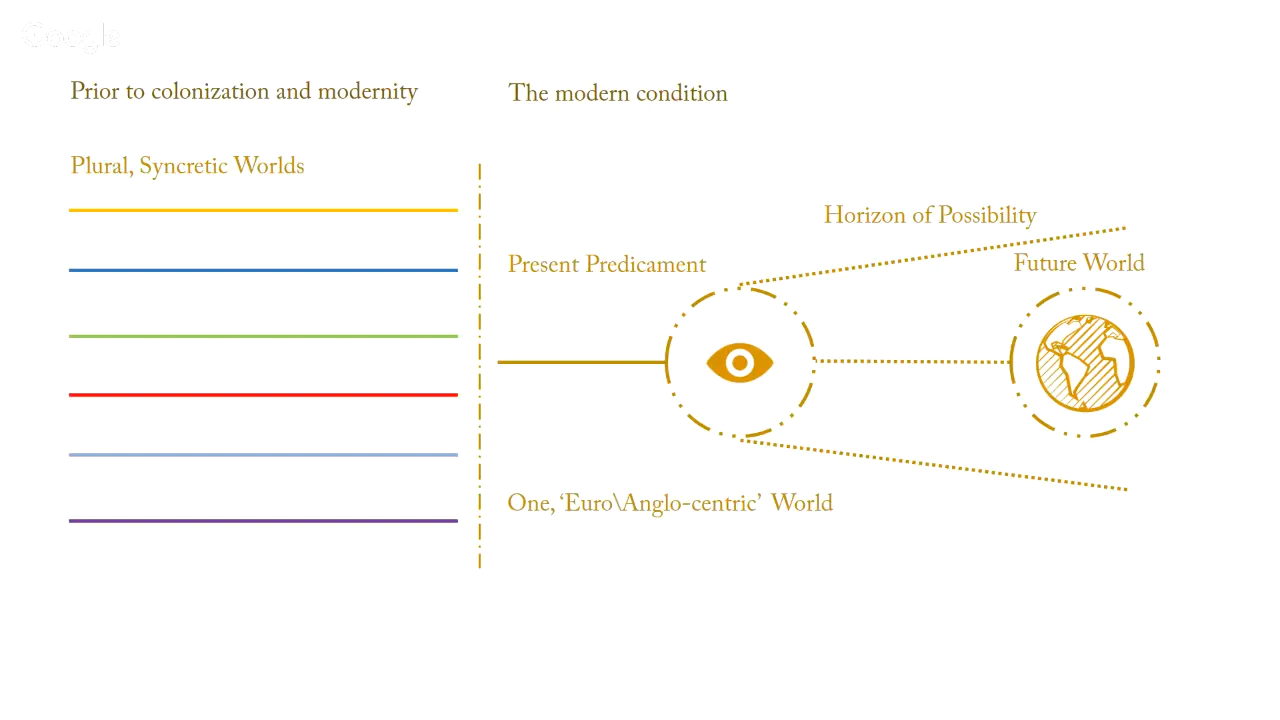 Google
Prior to colonization and modernity
The modern condition
Plural, Syncretic Worlds
Horizon of Possibility
Present Predicament
Future World
One, ‘Euro\Anglo-centric’ World